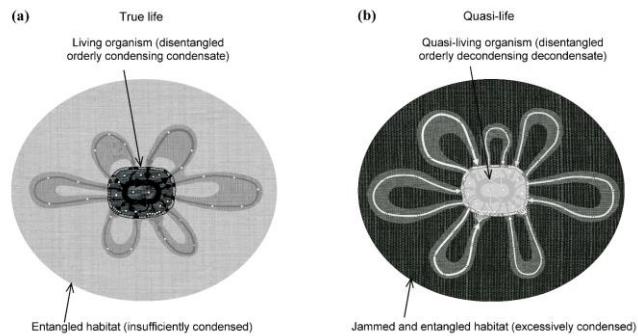 (a)
True life
Living organism (disentangled
orderly condensing condensate)
Entangled habitat (insufficiently condensed)
(b)
Quasi-life
Quasi-living organism (disentangled
orderly decondensing decondensate)
Jammed and entangled habitat (excessively condensed)